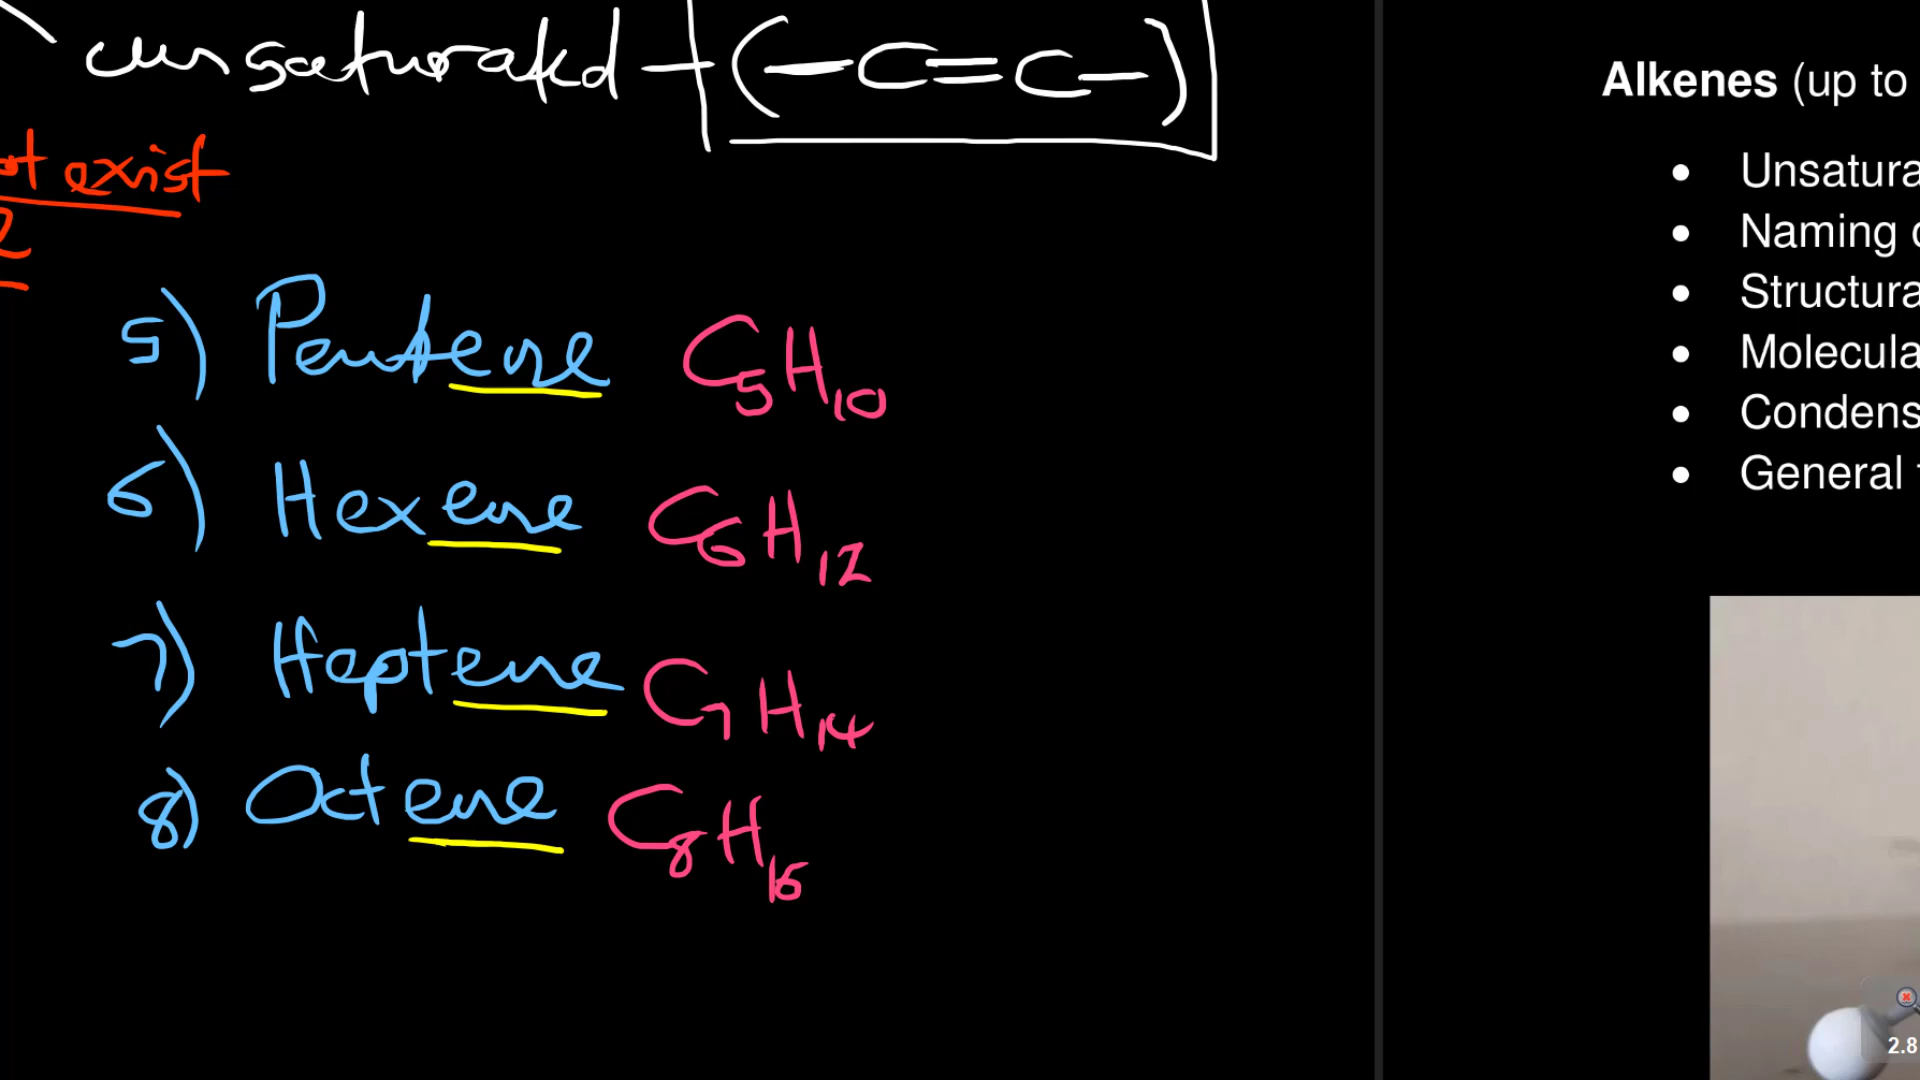 unsaturated - (-C=C-)
ot exist
5) Pentene C5H10
6) Hexene C6H12
7) Heptene C7H14
8) Octene C8H16
Alkenes (up to
Unsatura
Naming
Structura
Molecula
Condens
General
2.8